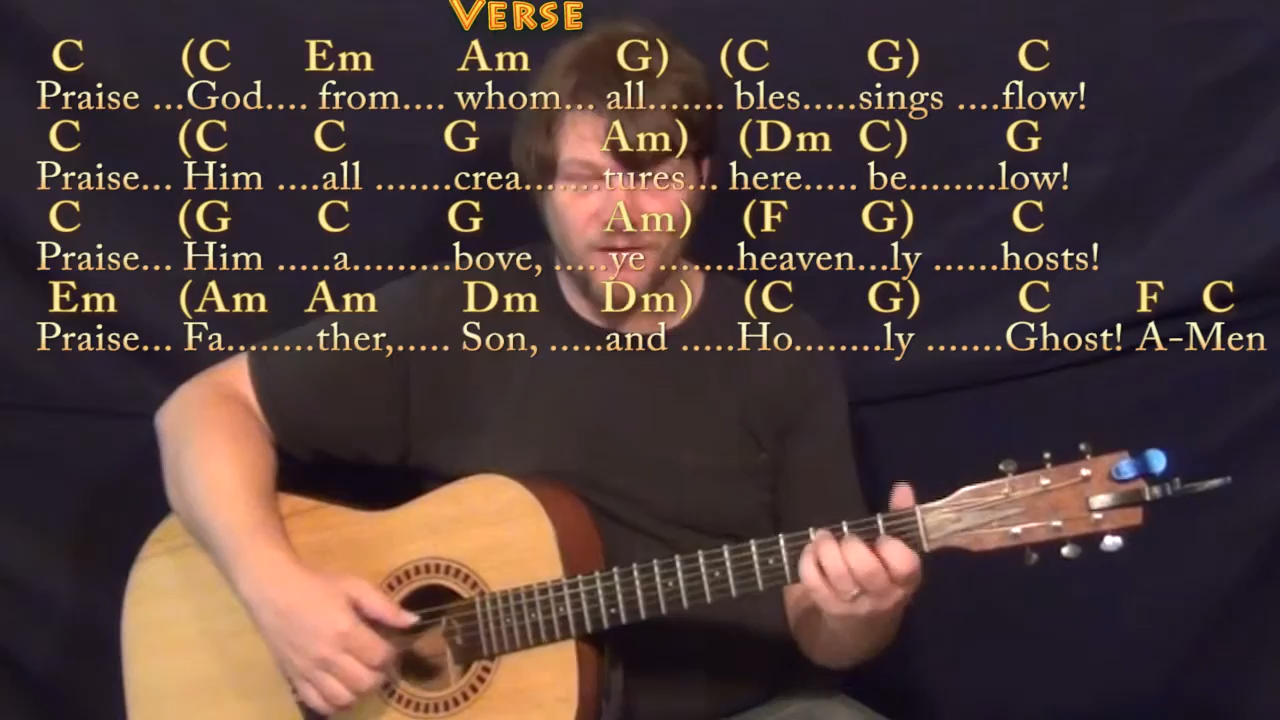 VERSE
C (C Em Am G) (C G) C
Praise ...God.... from.... whom... all....... bles.....sings ....flow!
C (C C G Am) (Dm C) G
Praise... Him ....all .......crea.......tures... here..... be........low!
C (G C G Am) (F G) C
Praise... Him .....a.........bove, .....ye .......heaven...ly ......hosts!
Em (Am Am Dm Dm) (C G) C F C
Praise... Fa........ther,..... Son, .....and .....Ho........ly .......Ghost! A-Men